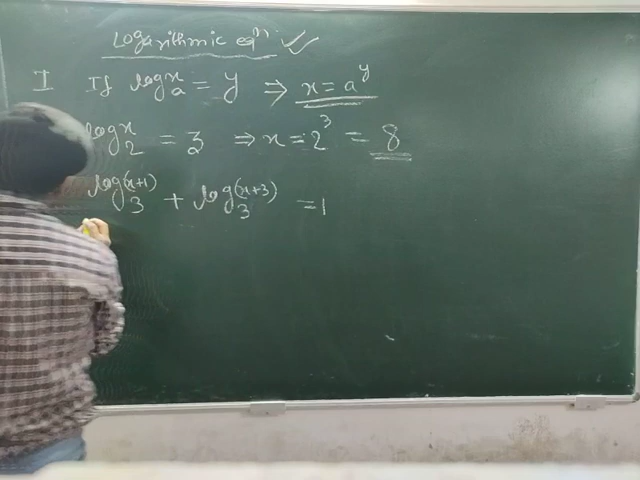 Logarithmic eqⁿ: ✓
I If logₐx = y ⇒ x = aʸ
log₂x = 3 ⇒ x = 2³ = 8
log₃(x+1) + log₃(x+3) = 1